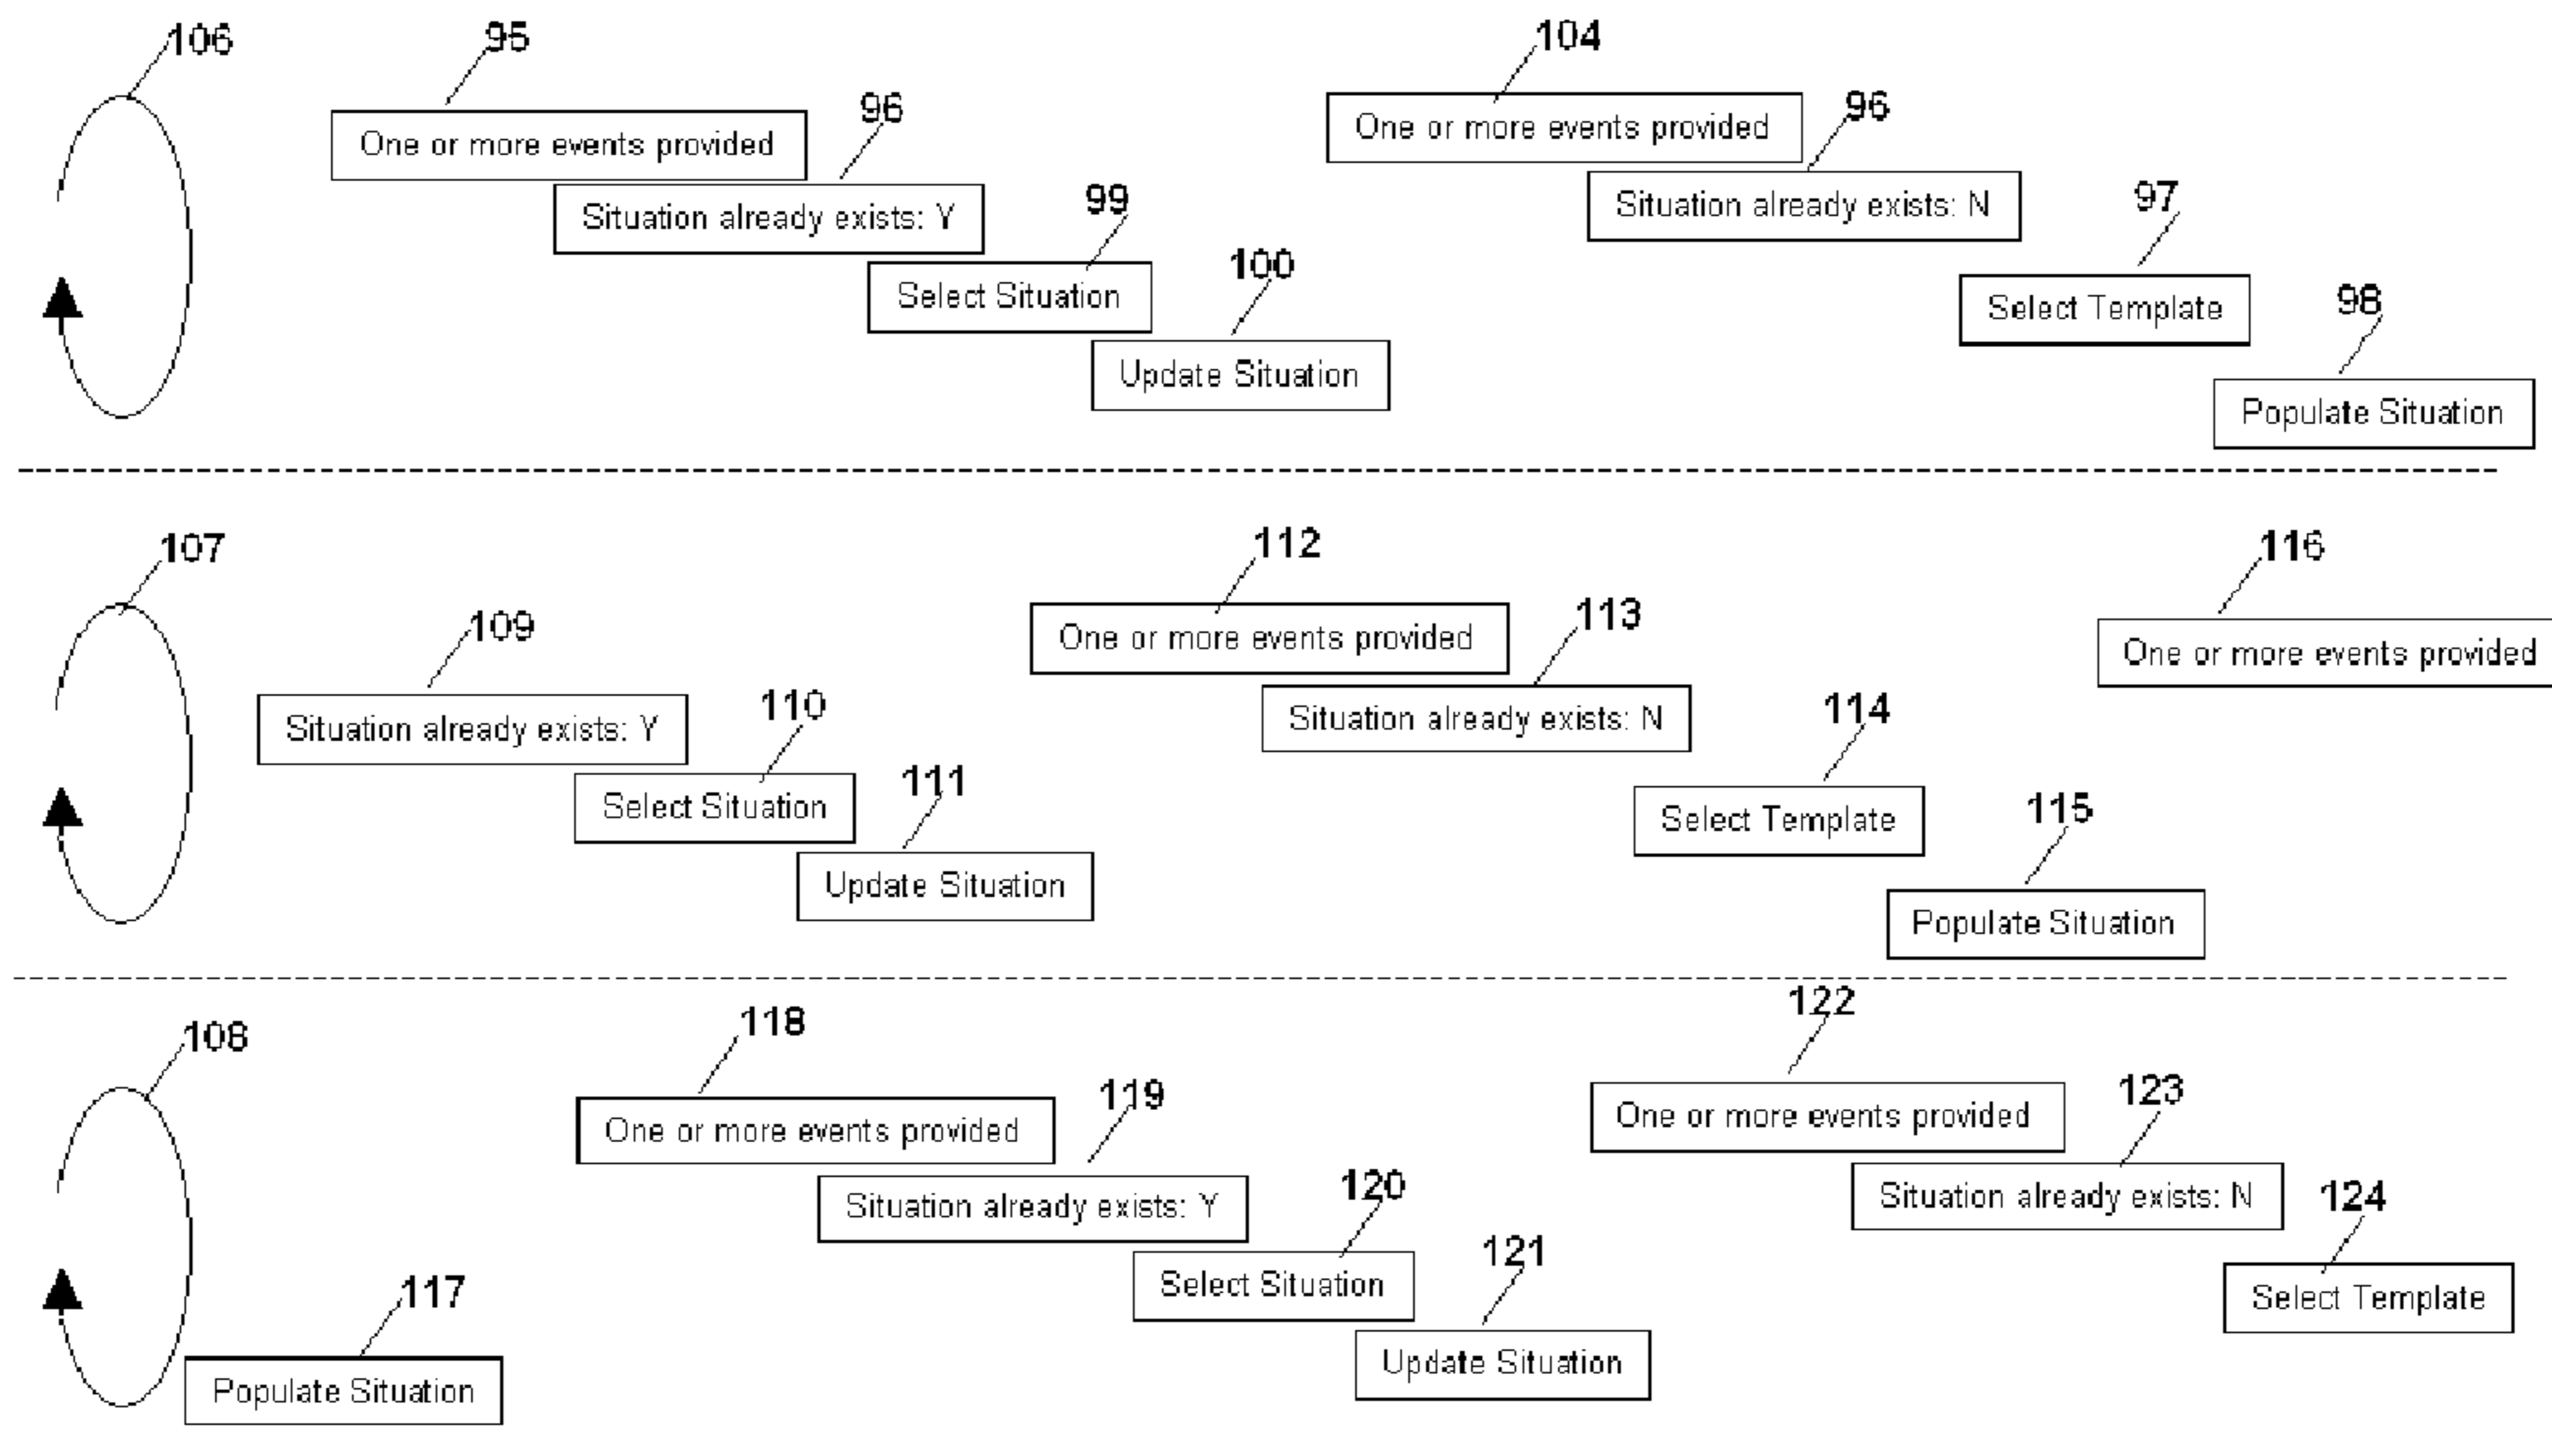 106
95
One or more events provided
96
Situation already exists: Y
99
Select Situation
100
Update Situation
104
One or more events provided
96
Situation already exists: N
97
Select Template
98
Populate Situation
107
109
Situation already exists: Y
110
Select Situation
111
Update Situation
112
One or more events provided
113
Situation already exists: N
114
Select Template
115
Populate Situation
116
One or more events provided
108
117
Populate Situation
118
One or more events provided
119
Situation already exists: Y
120
Select Situation
121
Update Situation
122
One or more events provided
123
Situation already exists: N
124
Select Template